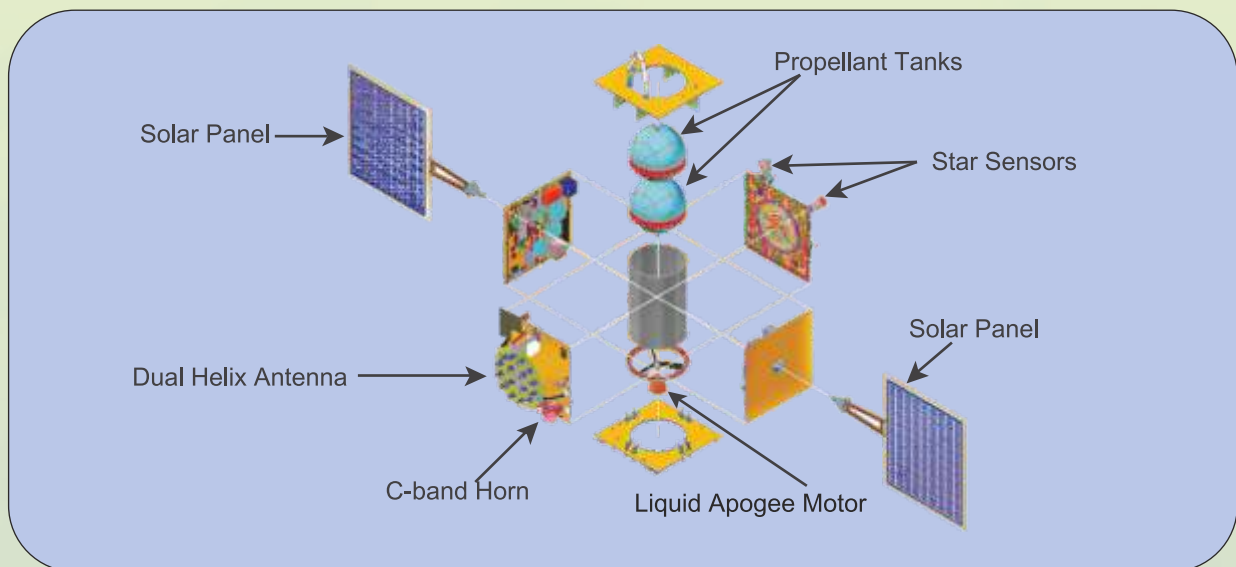 Propellant Tanks
Solar Panel
Star Sensors
Solar Panel
Dual Helix Antenna
C-band Horn
Liquid Apogee Motor